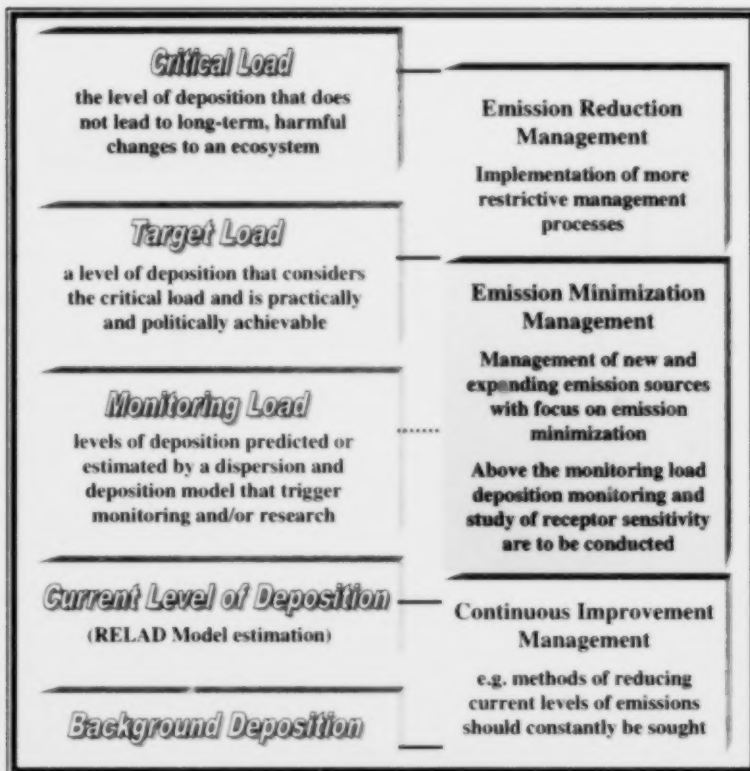 Critical Load
the level of deposition that does
not lead to long-term, harmful
changes to an ecosystem
Target Load
a level of deposition that considers
the critical load and is practically
and politically achievable
Monitoring Load
levels of deposition predicted or
estimated by a dispersion and
deposition model that trigger
monitoring and/or research
Current Level of Deposition
(RELAD Model estimation)
Background Deposition
Emission Reduction
Management
Implementation of more
restrictive management
processes
Emission Minimization
Management
Management of new and
expanding emission sources
with focus on emission
minimization
Above the monitoring load
deposition monitoring and
study of receptor sensitivity
are to be conducted
Continuous Improvement
Management
e.g. methods of reducing
current levels of emissions
should constantly be sought